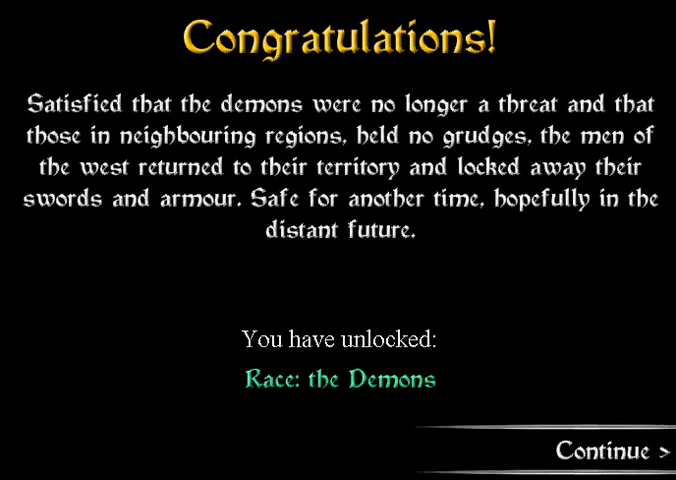 Congratulations!
Satisfied that the demons were no longer a threat and that
those in neighbouring regions, held no grudges, the men of
the west returned to their territory and locked away their
swords and armour. Safe for another time, hopefully in the
distant future.
You have unlocked:
Race: the Demons
Continue >